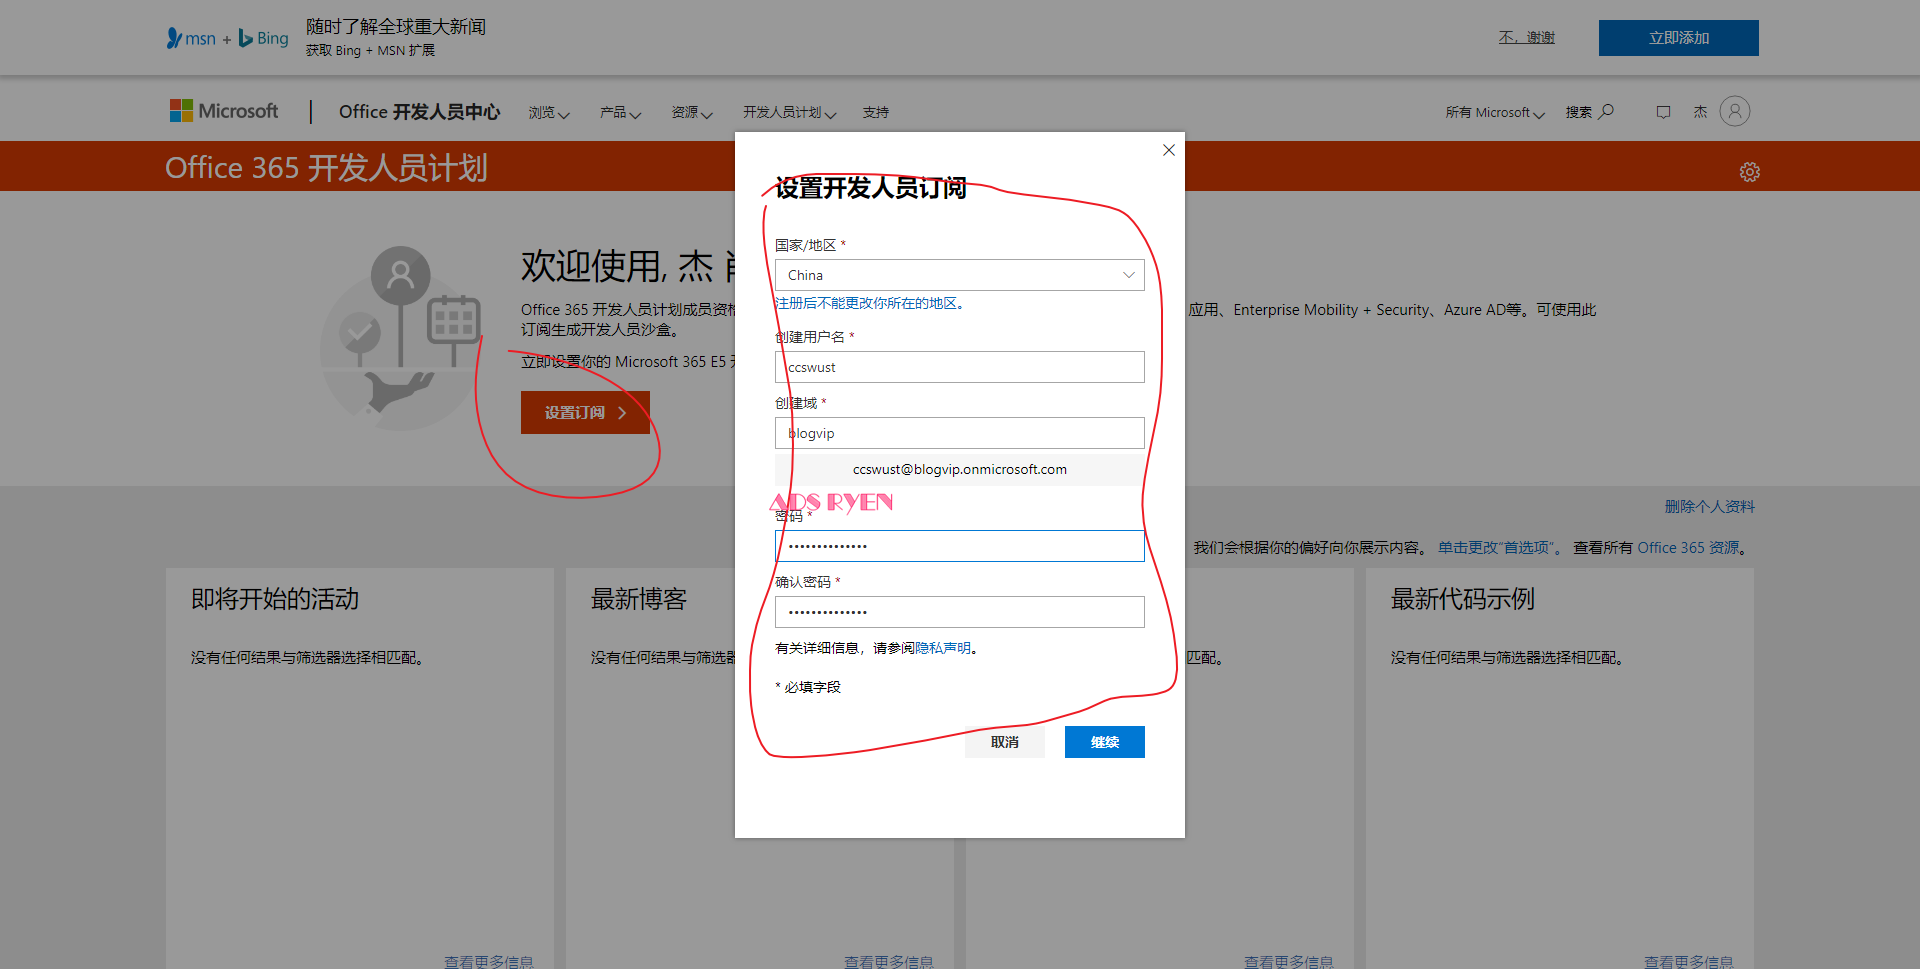 msn + Bing
随时了解全球重大新闻
获取 Bing + MSN 扩展
不，谢谢
立即添加
Microsoft
Office 开发人员中心
浏览
产品
资源
开发人员计划
支持
所有 Microsoft
搜索
杰
Office 365 开发人员计划
欢迎使用, 杰
Office 365 开发人员计划成员资格
应用、Enterprise Mobility + Security、Azure AD等。可使用此
订阅生成开发人员沙盒。
立即设置你的 Microsoft 365 E5
设置订阅
设置开发人员订阅
国家/地区 *
China
注册后不能更改你所在的地区。
创建用户名 *
ccswust
创建域 *
blogvip
ccswust@blogvip.onmicrosoft.com
ADS RYEN
密码 *
••••••••••••••
确认密码 *
••••••••••••••
有关详细信息，请参阅隐私声明。
* 必填字段
取消
继续
删除个人资料
我们会根据你的偏好向你展示内容。 单击更改“首选项”。 查看所有 Office 365 资源。
即将开始的活动
没有任何结果与筛选器选择相匹配。
查看更多信息
最新博客
没有任何结果与筛选器
查看更多信息
匹配。
查看更多信息
最新代码示例
没有任何结果与筛选器选择相匹配。
查看更多信息